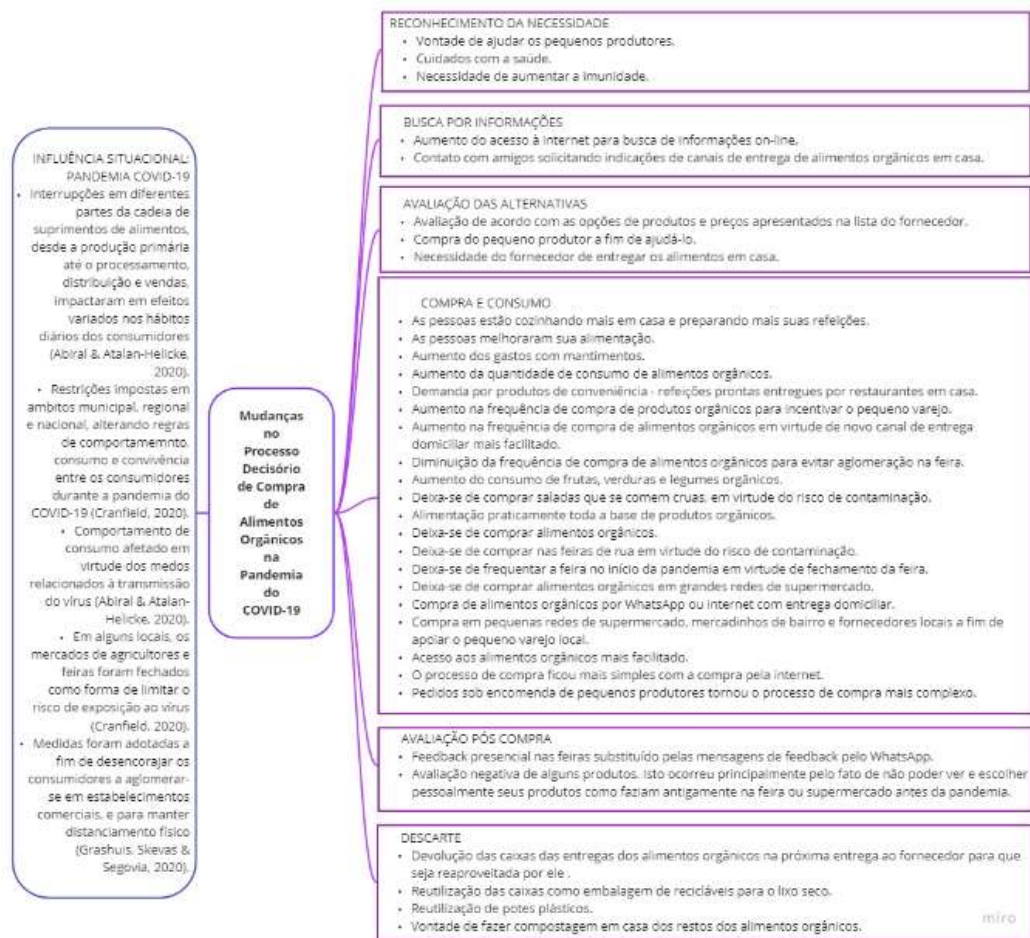 INFLUÊNCIA SITUACIONAL:
PANDEMIA COVID-19
• Interrupções em diferentes
partes da cadeia de
suprimentos de alimentos,
desde a produção primária
até o processamento,
distribuição e vendas,
impactaram em efeitos
variados nos hábitos
diários dos consumidores
(Abiral & Atalan-Helicke,
2020).
• Restrições impostas em
ambitos municipal, regional
e nacional, alterando regras
de comportamemnto,
consumo e convivência
entre os consumidores
durante a pandemia do
COVID-19 (Cranfield, 2020).
• Comportamento de
consumo afetado em
virtude dos medos
relacionados à transmissão
do vírus (Abiral & Atalan-
Helicke, 2020).
• Em alguns locais, os
mercados de agricultores e
feiras foram fechados
como forma de limitar o
risco de exposição ao vírus
(Cranfield, 2020).
• Medidas foram adotadas a
fim de desencorajar os
consumidores a aglomerar-
se em estabelecimentos
comerciais, e para manter
distanciamento físico
(Grashuis, Skevas &
Segovia, 2020).
Mudanças
no
Processo
Decisório
de Compra
de
Alimentos
Orgânicos
na
Pandemia
do
COVID-19
RECONHECIMENTO DA NECESSIDADE
• Vontade de ajudar os pequenos produtores.
• Cuidados com a saúde.
• Necessidade de aumentar a imunidade.
BUSCA POR INFORMAÇÕES
• Aumento do acesso à internet para busca de informações on-line.
• Contato com amigos solicitando indicações de canais de entrega de alimentos orgânicos em casa.
AVALIAÇÃO DAS ALTERNATIVAS
• Avaliação de acordo com as opções de produtos e preços apresentados na lista do fornecedor.
• Compra do pequeno produtor a fim de ajudá-lo.
• Necessidade do fornecedor de entregar os alimentos em casa.
COMPRA E CONSUMO
• As pessoas estão cozinhando mais em casa e preparando mais suas refeições.
• As pessoas melhoraram sua alimentação.
• Aumento dos gastos com mantimentos.
• Aumento da quantidade de consumo de alimentos orgânicos.
• Demanda por produtos de conveniência - refeições prontas entregues por restaurantes em casa.
• Aumento na frequência de compra de produtos orgânicos para incentivar o pequeno varejo.
• Aumento na frequência de compra de alimentos orgânicos em virtude de novo canal de entrega
domiciliar mais facilitado.
• Diminuição da frequência de compra de alimentos orgânicos para evitar aglomeração na feira.
• Aumento do consumo de frutas, verduras e legumes orgânicos.
• Deixa-se de comprar saladas que se comem cruas, em virtude do risco de contaminação.
• Alimentação praticamente toda a base de produtos orgânicos.
• Deixa-se de comprar alimentos orgânicos.
• Deixa-se de comprar nas feiras de rua em virtude do risco de contaminação.
• Deixa-se de frequentar a feira no início da pandemia em virtude de fechamento da feira.
• Deixa-se de comprar alimentos orgânicos em grandes redes de supermercado.
• Compra de alimentos orgânicos por WhatsApp ou internet com entrega domiciliar.
• Compra em pequenas redes de supermercado, mercadinhos de bairro e fornecedores locais a fim de
apoiar o pequeno varejo local.
• Acesso aos alimentos orgânicos mais facilitado.
• O processo de compra ficou mais simples com a compra pela internet.
• Pedidos sob encomenda de pequenos produtores tornou o processo de compra mais complexo.
AVALIAÇÃO PÓS COMPRA
• Feedback presencial nas feiras substituído pelas mensagens de feedback pelo WhatsApp.
• Avaliação negativa de alguns produtos. Isto ocorreu principalmente pelo fato de não poder ver e escolher
pessoalmente seus produtos como faziam antigamente na feira ou supermercado antes da pandemia.
DESCARTE
• Devolução das caixas das entregas dos alimentos orgânicos na próxima entrega ao fornecedor para que
seja reaproveitada por ele .
• Reutilização das caixas como embalagem de recicláveis para o lixo seco.
• Reutilização de potes plásticos.
• Vontade de fazer compostagem em casa dos restos dos alimentos orgânicos.
miro